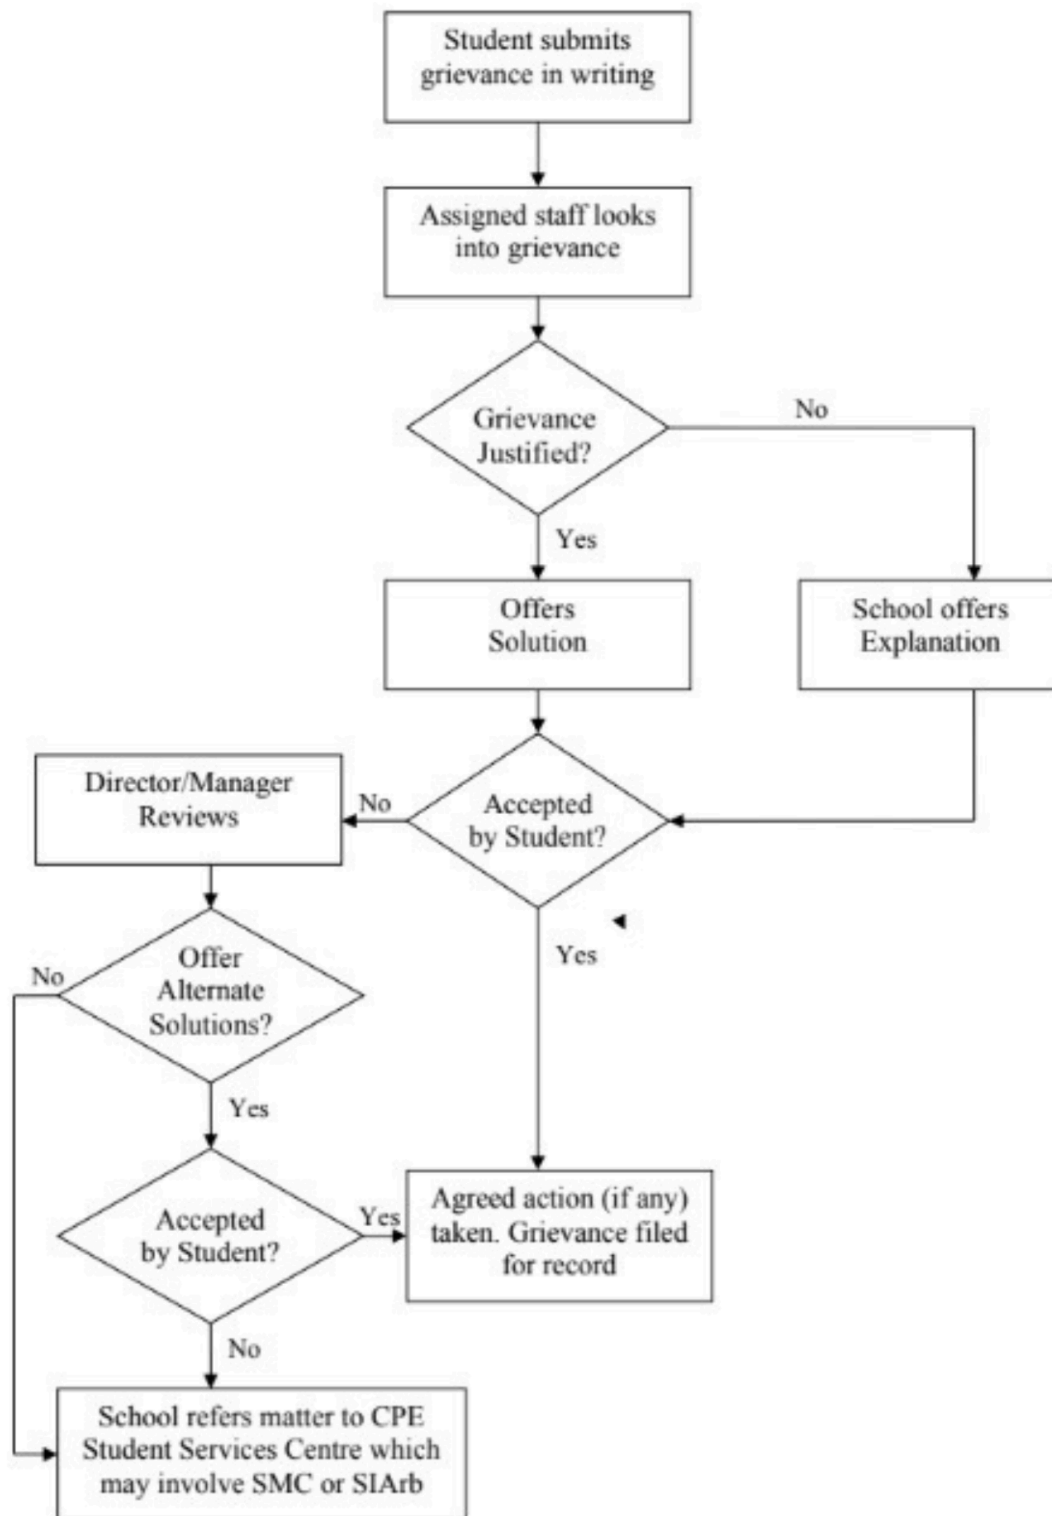 Student submits
grievance in writing
Assigned staff looks
into grievance
Grievance
Justified?
No
Yes
Offers
Solution
School offers
Explanation
Director/Manager
Reviews
No
Accepted
by Student?
Yes
No
Offer
Alternate
Solutions?
Yes
Accepted
by Student?
Yes
Agreed action (if any)
taken. Grievance filed
for record
No
School refers matter to CPE
Student Services Centre which
may involve SMC or SIArb